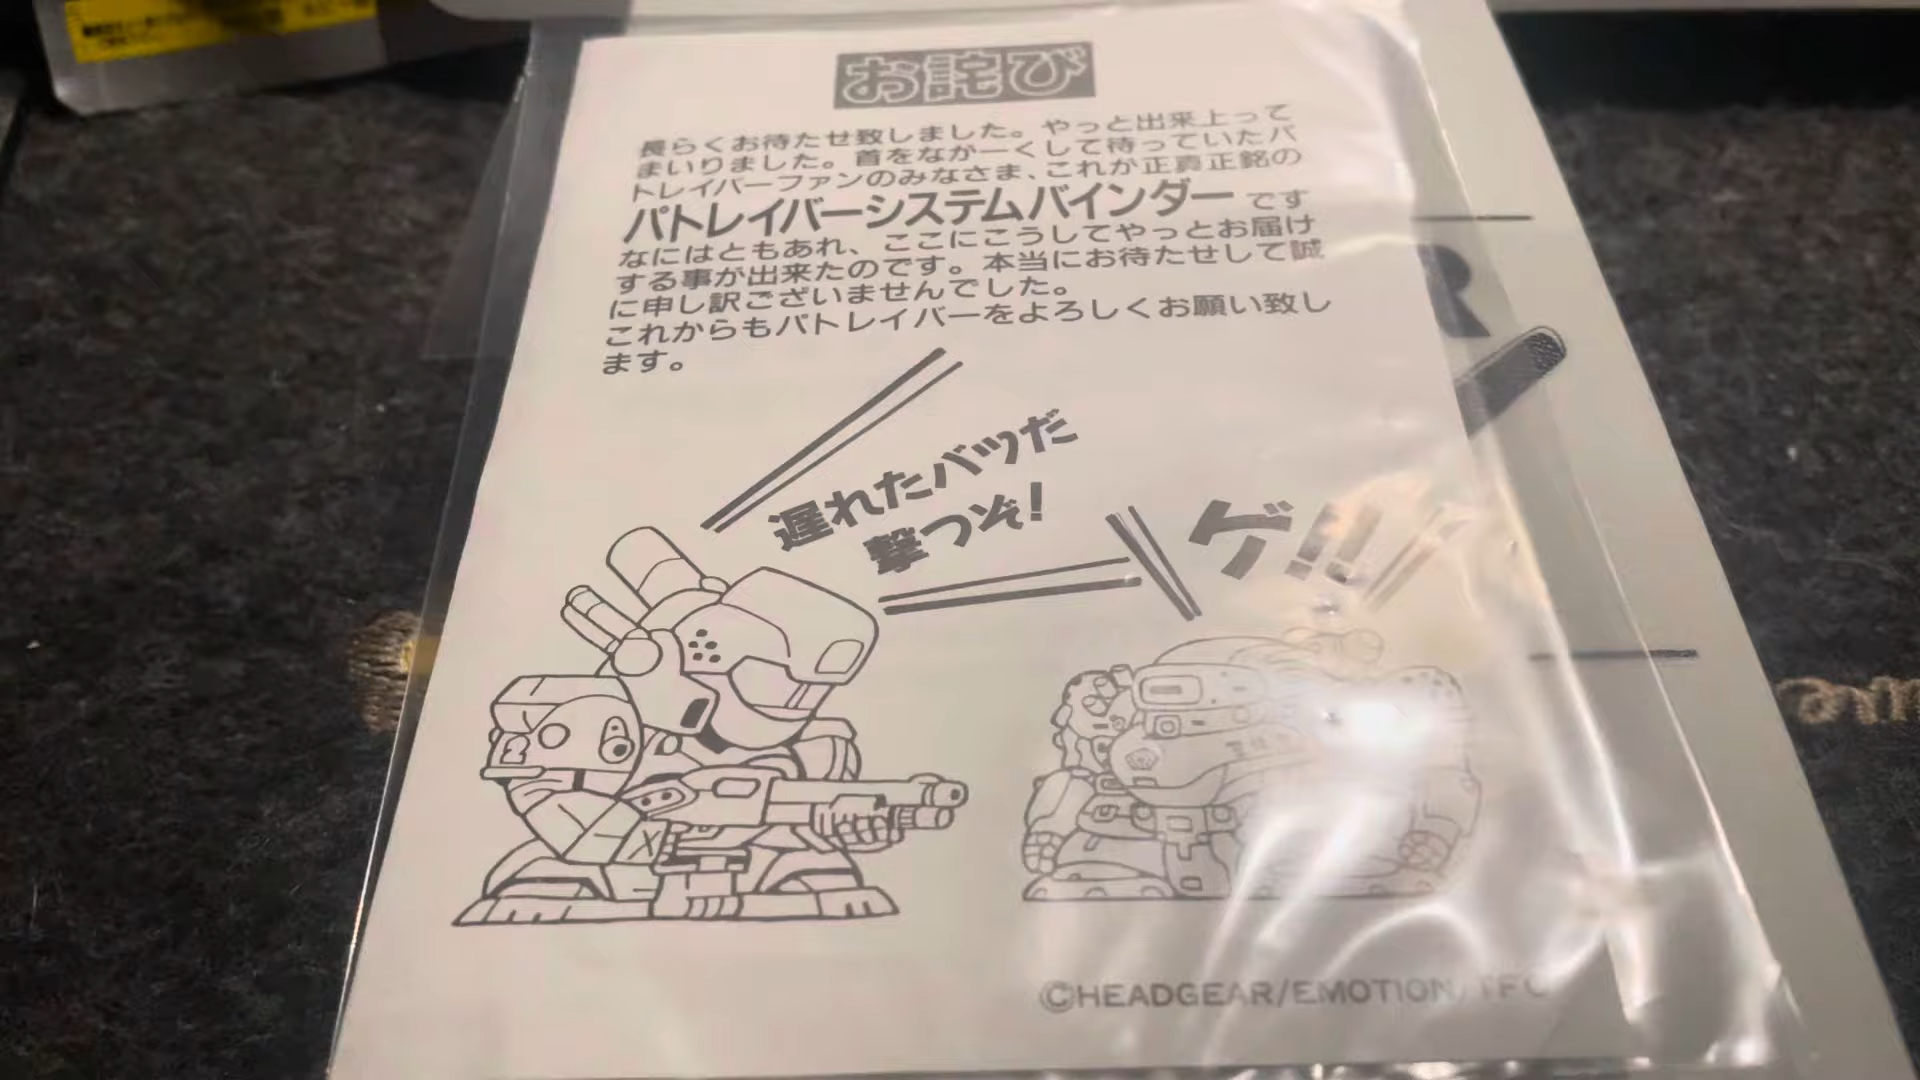 お詫び
長らくお待たせ致しました。やっと出来上って
まいりました。首をなが一くして待っていたパ
トレイバーファンのみなさま、これが正真正銘の
パトレイバーシステムバインダーです
なにはともあれ、ここにこうしてやっとお届け
する事が出来たのです。本当にお待たせして誠
に申し訳ございませんでした。
これからもパトレイバーをよろしくお願い致し
ます。
遅れたバツだ
撃つぞ!
ゲ!!
R
2
X
©HEADGEAR/EMOTION/TFC